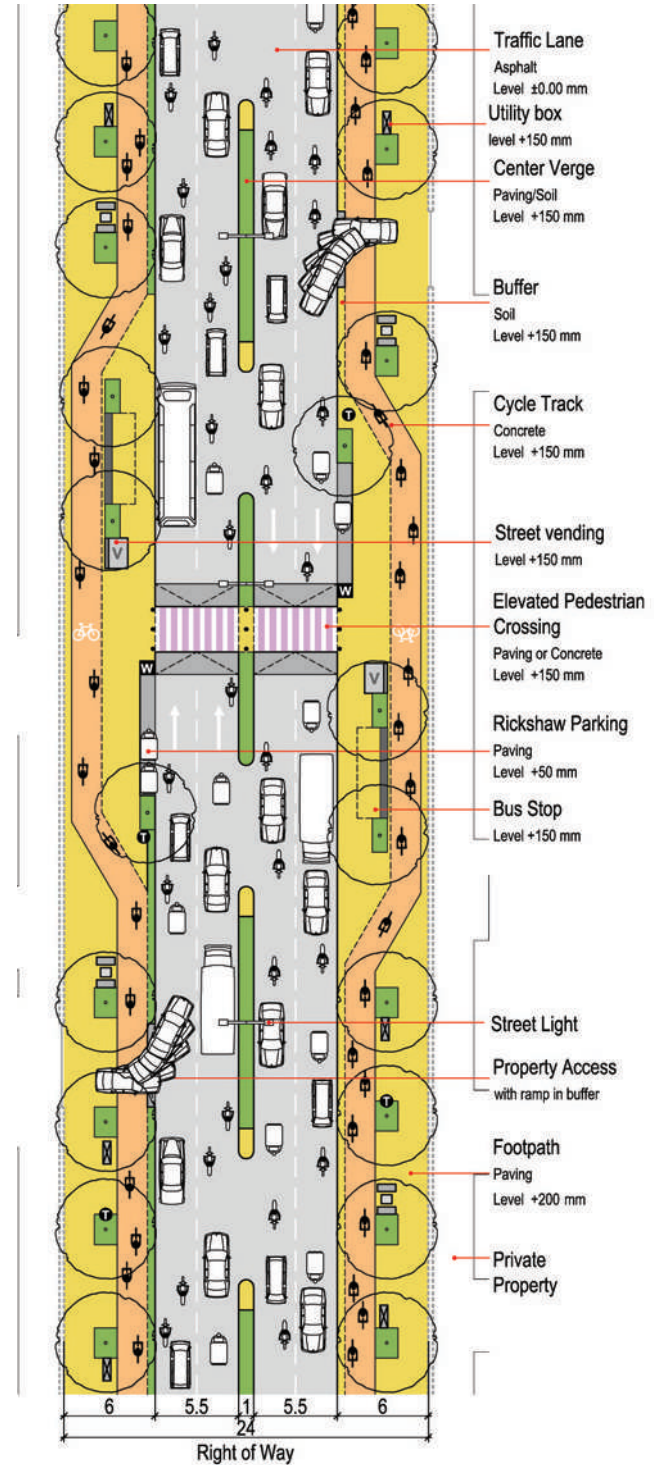 Traffic Lane
Asphalt
Level ±0.00 mm
Utility box
level +150 mm
Center Verge
Paving/Soil
Level +150 mm
Buffer
Soil
Level +150 mm
T
Cycle Track
Concrete
Level +150 mm
Street vending
Level +150 mm
V
W
Elevated Pedestrian
Crossing
Paving or Concrete
Level +150 mm
W
V
Rickshaw Parking
Paving
Level +50 mm
Bus Stop
Level +150 mm
T
Street Light
Property Access
with ramp in buffer
T
Footpath
Paving
Level +200 mm
T
Private
Property
6 5.5 1 5.5 6
24
Right of Way